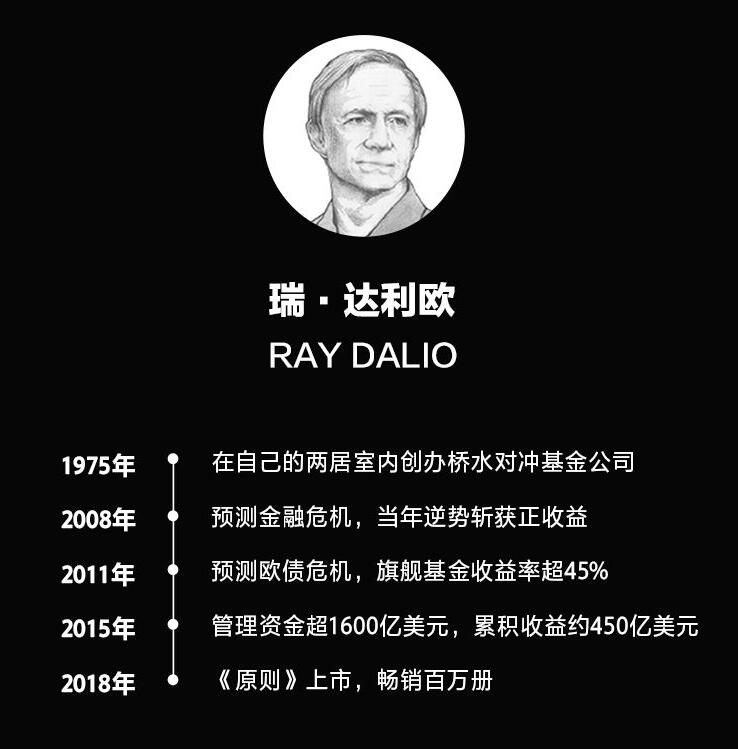 瑞·达利欧
RAY DALIO
1975年 在自己的两居室内创办桥水对冲基金公司
2008年 预测金融危机，当年逆势斩获正收益
2011年 预测欧债危机，旗舰基金收益率超45%
2015年 管理资金超1600亿美元，累积收益约450亿美元
2018年 《原则》上市，畅销百万册